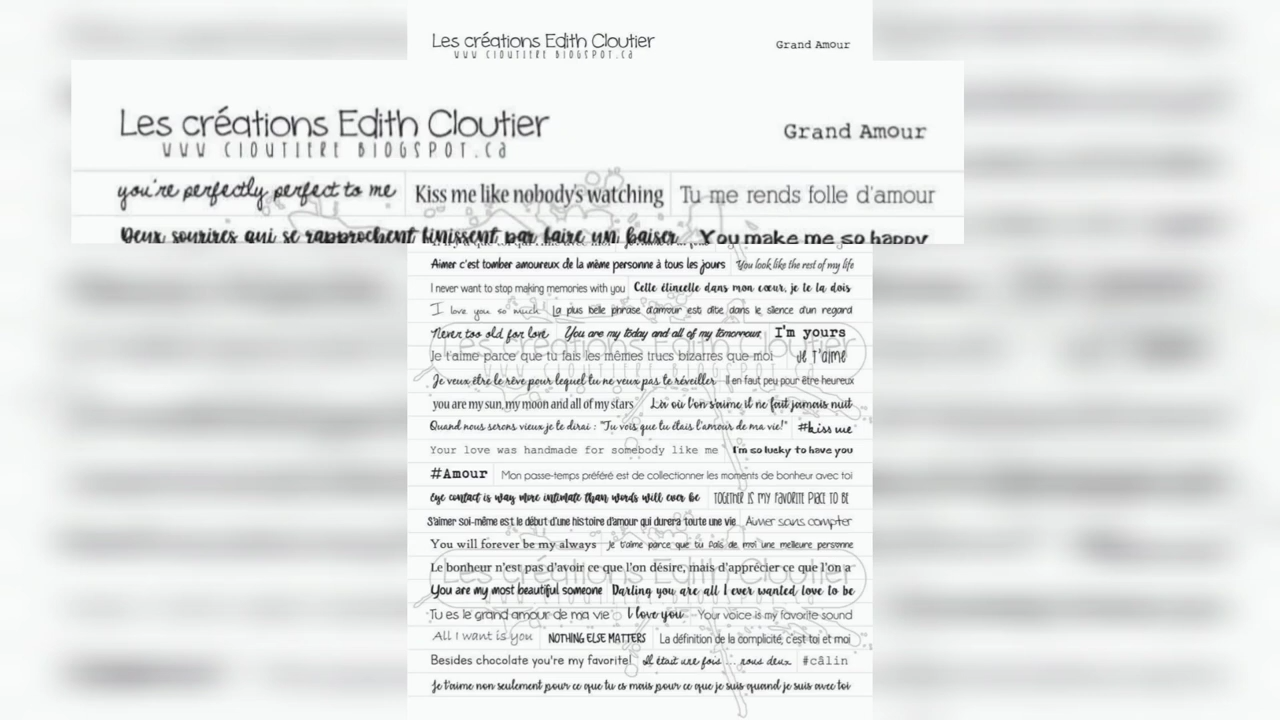 Les créations Edith Cloutier Grand Amour
www cloutiere blogspot.ca
Les créations Edith Cloutier Grand Amour
www cloutiere blogspot.ca
you're perfectly perfect to me Kiss me like nobody's watching Tu me rends folle d'amour
Deux sourires qui se rapprochent finissent par faire un baiser You make me so happy
Aimer c'est tomber amoureux de la même personne à tous les jours You look like the rest of my life
I never want to stop making memories with you Cette étincelle dans mon cœur, je te la dois
I love you so much La plus belle phrase d'amour est dite dans le silence d'un regard
Never too old for love You are my today and all of my tomorrows I'm yours
Je t'aime parce que tu fais les mêmes trucs bizarres que moi Je t'aime
Je veux être le rêve pour lequel tu ne veux pas te réveiller Il en faut peu pour être heureux
you are my sun, my moon and all of my stars Là où l'on s'aime il ne fait jamais nuit
Quand nous serons vieux je te dirai : "Tu vois que tu étais l'amour de ma vie!" #kiss me
Your love was handmade for somebody like me I'm so lucky to have you
#Amour Mon passe-temps préféré est de collectionner les moments de bonheur avec toi
Eye contact is way more intimate than words will ever be Together is my favorite place to be
S'aimer soi-même est le début d'une histoire d'amour qui durera toute une vie Aimer sans compter
You will forever be my always Je t'aime parce que tu fais de moi une meilleure personne
Le bonheur n'est pas d'avoir ce que l'on désire, mais d'apprécier ce que l'on a
You are my most beautiful someone Darling you are all I ever wanted love to be
Tu es le grand amour de ma vie I love you Your voice is my favorite sound
All I want is you NOTHING ELSE MATTERS La définition de la complicité, c'est toi et moi
Besides chocolate you're my favorite! Il était une fois ... nous deux #câlin
Je t'aime non seulement pour ce que tu es mais pour ce que je suis quand je suis avec toi